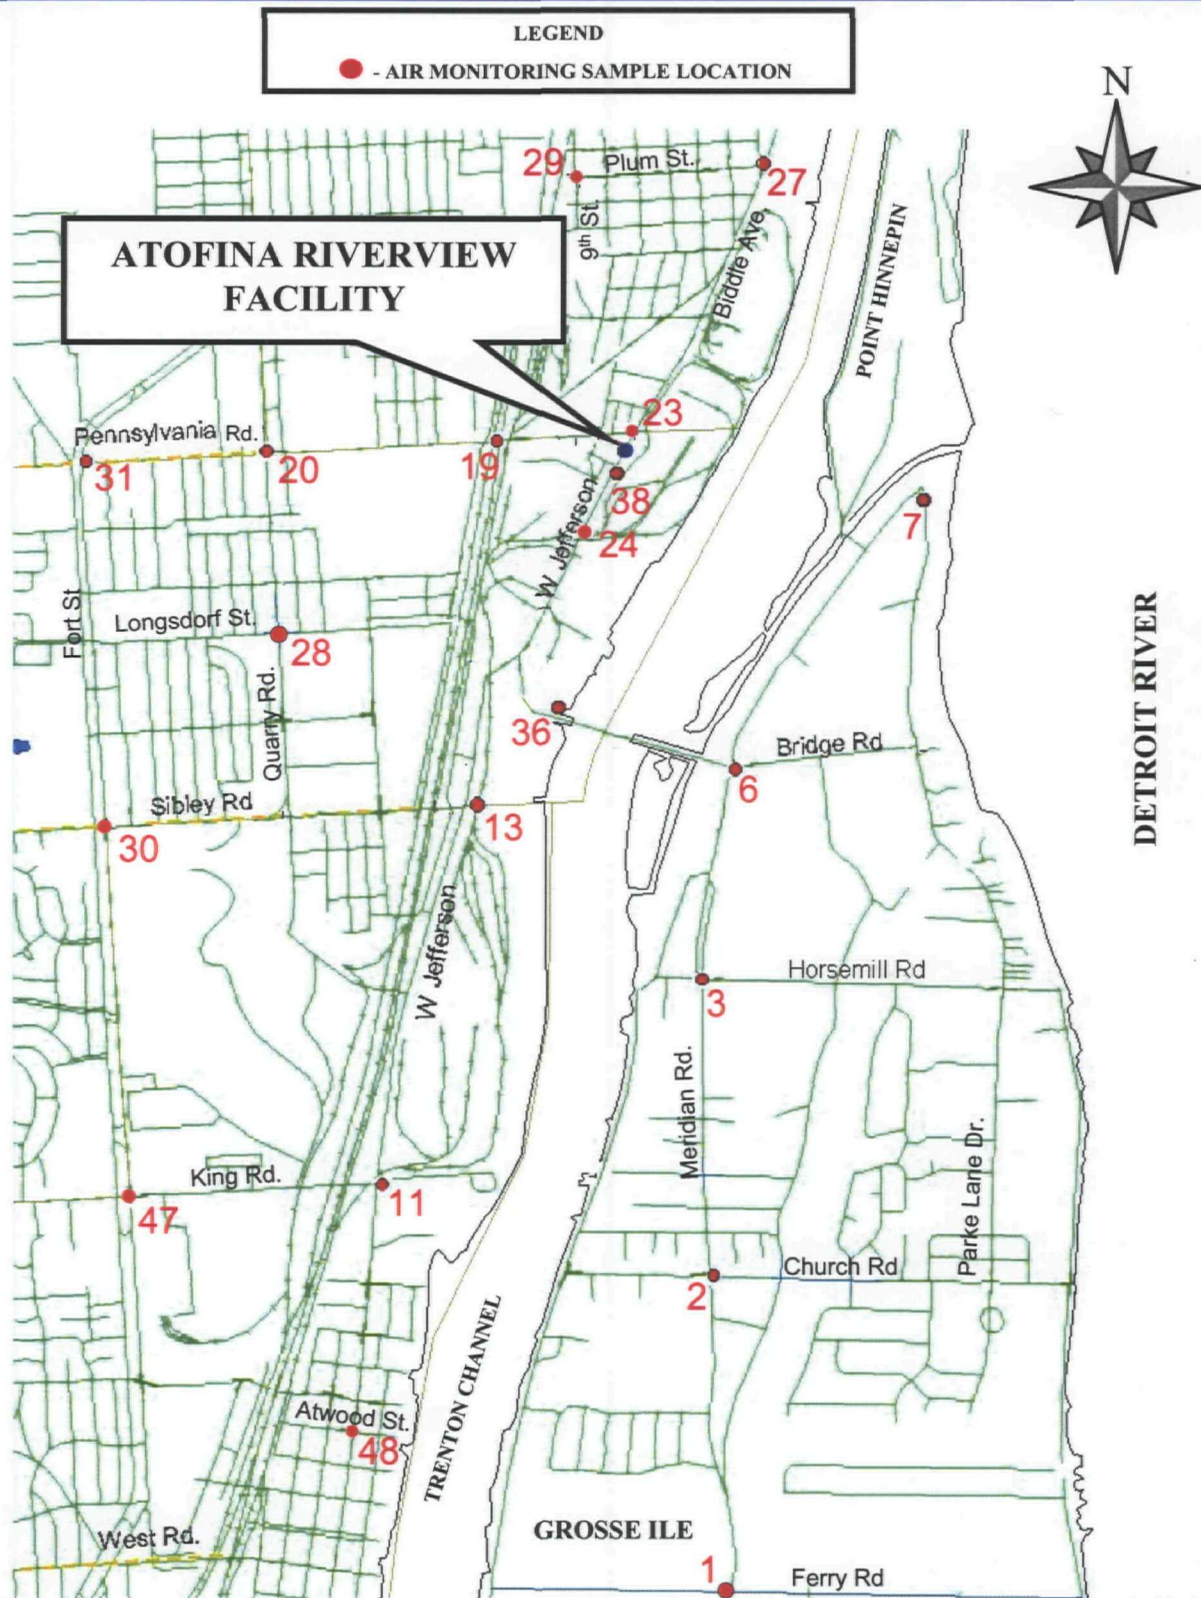 LEGEND
- AIR MONITORING SAMPLE LOCATION
N
29
Plum St.
27
9th St.
Biddle Ave.
POINT HINNEPIN
ATOFINA RIVERVIEW
FACILITY
23
Pennsylvania Rd.
31
20
19
38
W Jefferson
24
7
Fort St
Longsdorf St.
28
Quarry Rd.
36
Bridge Rd
6
DETROIT RIVER
Sibley Rd
30
13
W Jefferson
Horsemill Rd
3
Meridian Rd.
Parke Lane Dr.
King Rd.
47
11
Church Rd
2
TRENTON CHANNEL
Atwood St.
48
West Rd.
GROSSE ILE
1
Ferry Rd